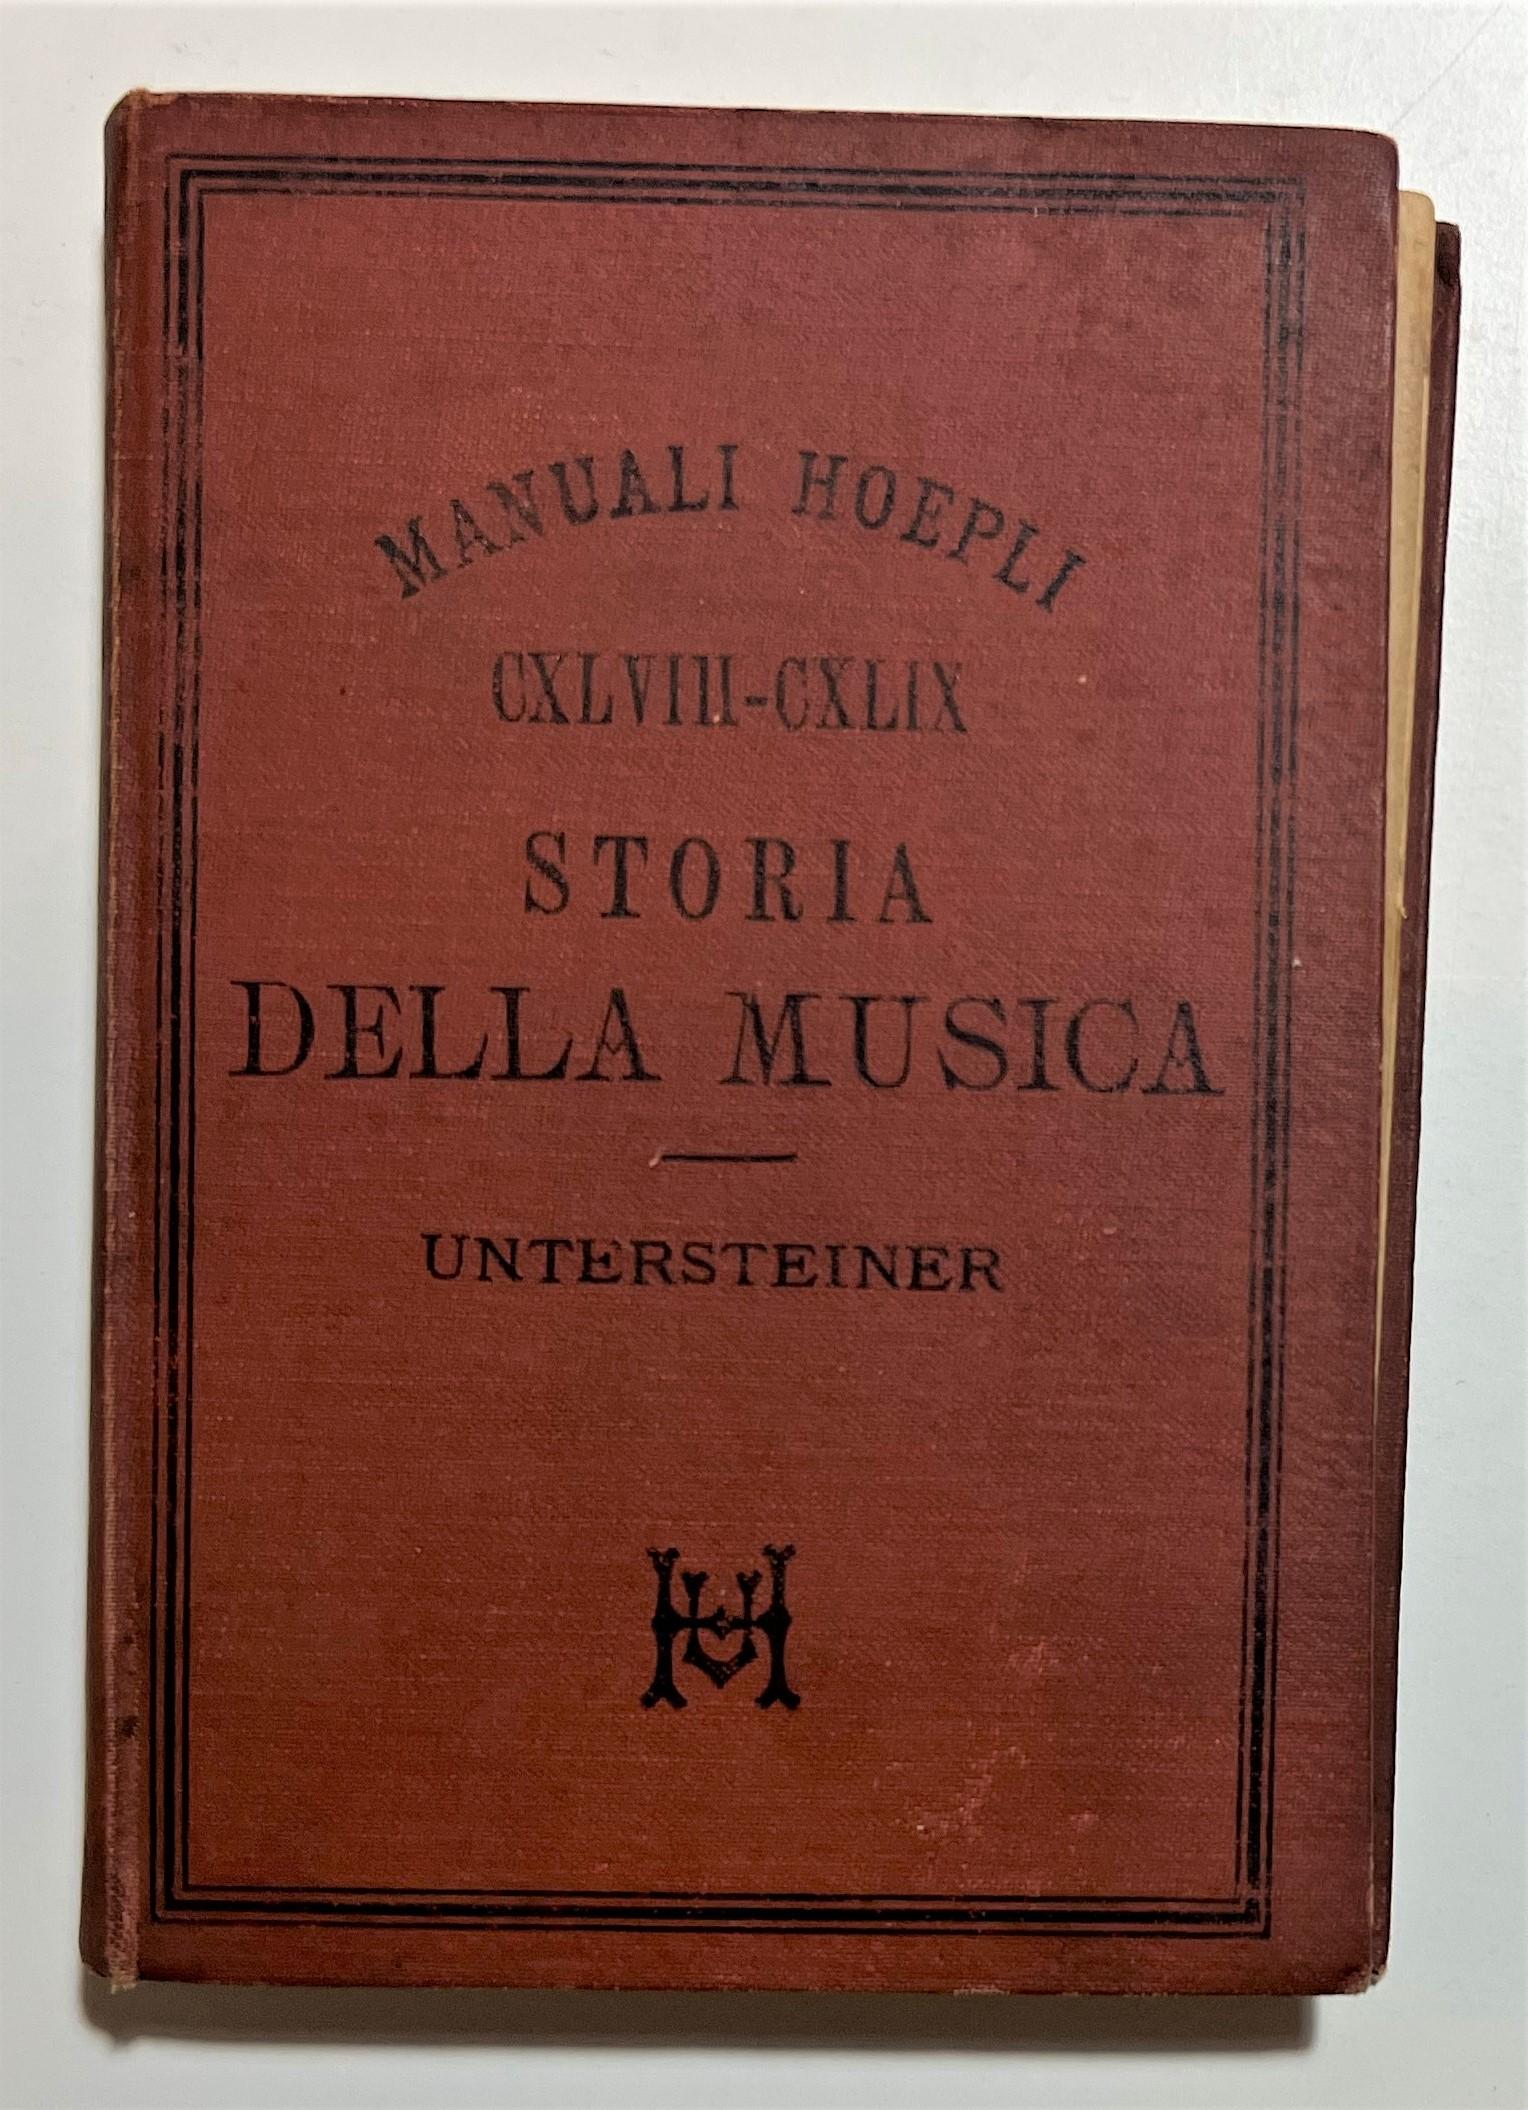 MANUALI HOEPLI
CXLVIII-CXLIX
STORIA
DELLA MUSICA
UNTERSTEINER